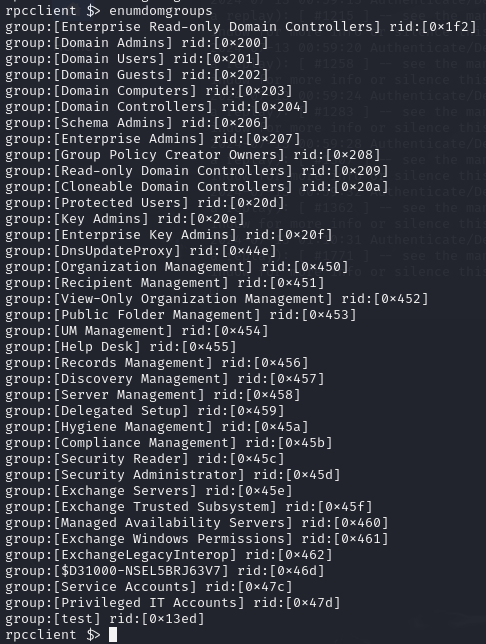 rpcclient $> enumdomgroups
group:[Enterprise Read-only Domain Controllers] rid:[0×1f2]
group:[Domain Admins] rid:[0×200]
group:[Domain Users] rid:[0×201]
group:[Domain Guests] rid:[0×202]
group:[Domain Computers] rid:[0×203]
group:[Domain Controllers] rid:[0×204]
group:[Schema Admins] rid:[0×206]
group:[Enterprise Admins] rid:[0×207]
group:[Group Policy Creator Owners] rid:[0×208]
group:[Read-only Domain Controllers] rid:[0×209]
group:[Cloneable Domain Controllers] rid:[0×20a]
group:[Protected Users] rid:[0×20d]
group:[Key Admins] rid:[0×20e]
group:[Enterprise Key Admins] rid:[0×20f]
group:[DnsUpdateProxy] rid:[0×44e]
group:[Organization Management] rid:[0×450]
group:[Recipient Management] rid:[0×451]
group:[View-Only Organization Management] rid:[0×452]
group:[Public Folder Management] rid:[0×453]
group:[UM Management] rid:[0×454]
group:[Help Desk] rid:[0×455]
group:[Records Management] rid:[0×456]
group:[Discovery Management] rid:[0×457]
group:[Server Management] rid:[0×458]
group:[Delegated Setup] rid:[0×459]
group:[Hygiene Management] rid:[0×45a]
group:[Compliance Management] rid:[0×45b]
group:[Security Reader] rid:[0×45c]
group:[Security Administrator] rid:[0×45d]
group:[Exchange Servers] rid:[0×45e]
group:[Exchange Trusted Subsystem] rid:[0×45f]
group:[Managed Availability Servers] rid:[0×460]
group:[Exchange Windows Permissions] rid:[0×461]
group:[ExchangeLegacyInterop] rid:[0×462]
group:[$D31000-NSEL5BRJ63V7] rid:[0×46d]
group:[Service Accounts] rid:[0×47c]
group:[Privileged IT Accounts] rid:[0×47d]
group:[test] rid:[0×13ed]
rpcclient $>